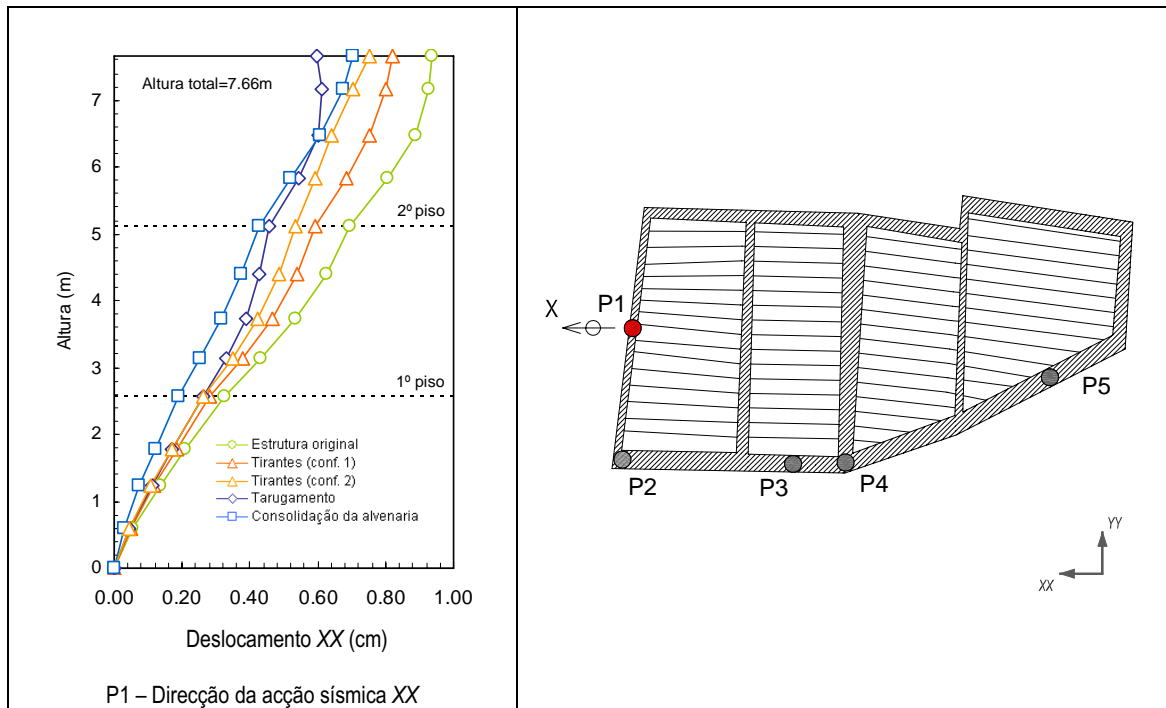 Altura total=7.66m
7
6
5
4
3
2
1
0
Altura (m)
2º piso
1º piso
Estrutura original
Tirantes (conf. 1)
Tirantes (conf. 2)
Tarugamento
Consolidação da alvenaria
0.00 0.20 0.40 0.60 0.80 1.00
Deslocamento XX (cm)
P1 – Direcção da acção sísmica XX
X
P1
P2
P3
P4
P5
YY
XX